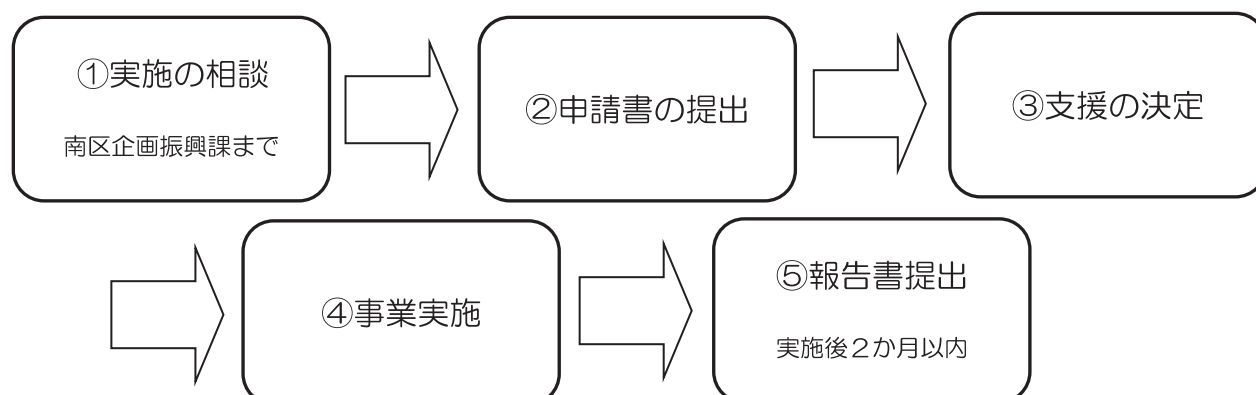 ①実施の相談
南区企画振興課まで
②申請書の提出
③支援の決定
④事業実施
⑤報告書提出
実施後２か月以内